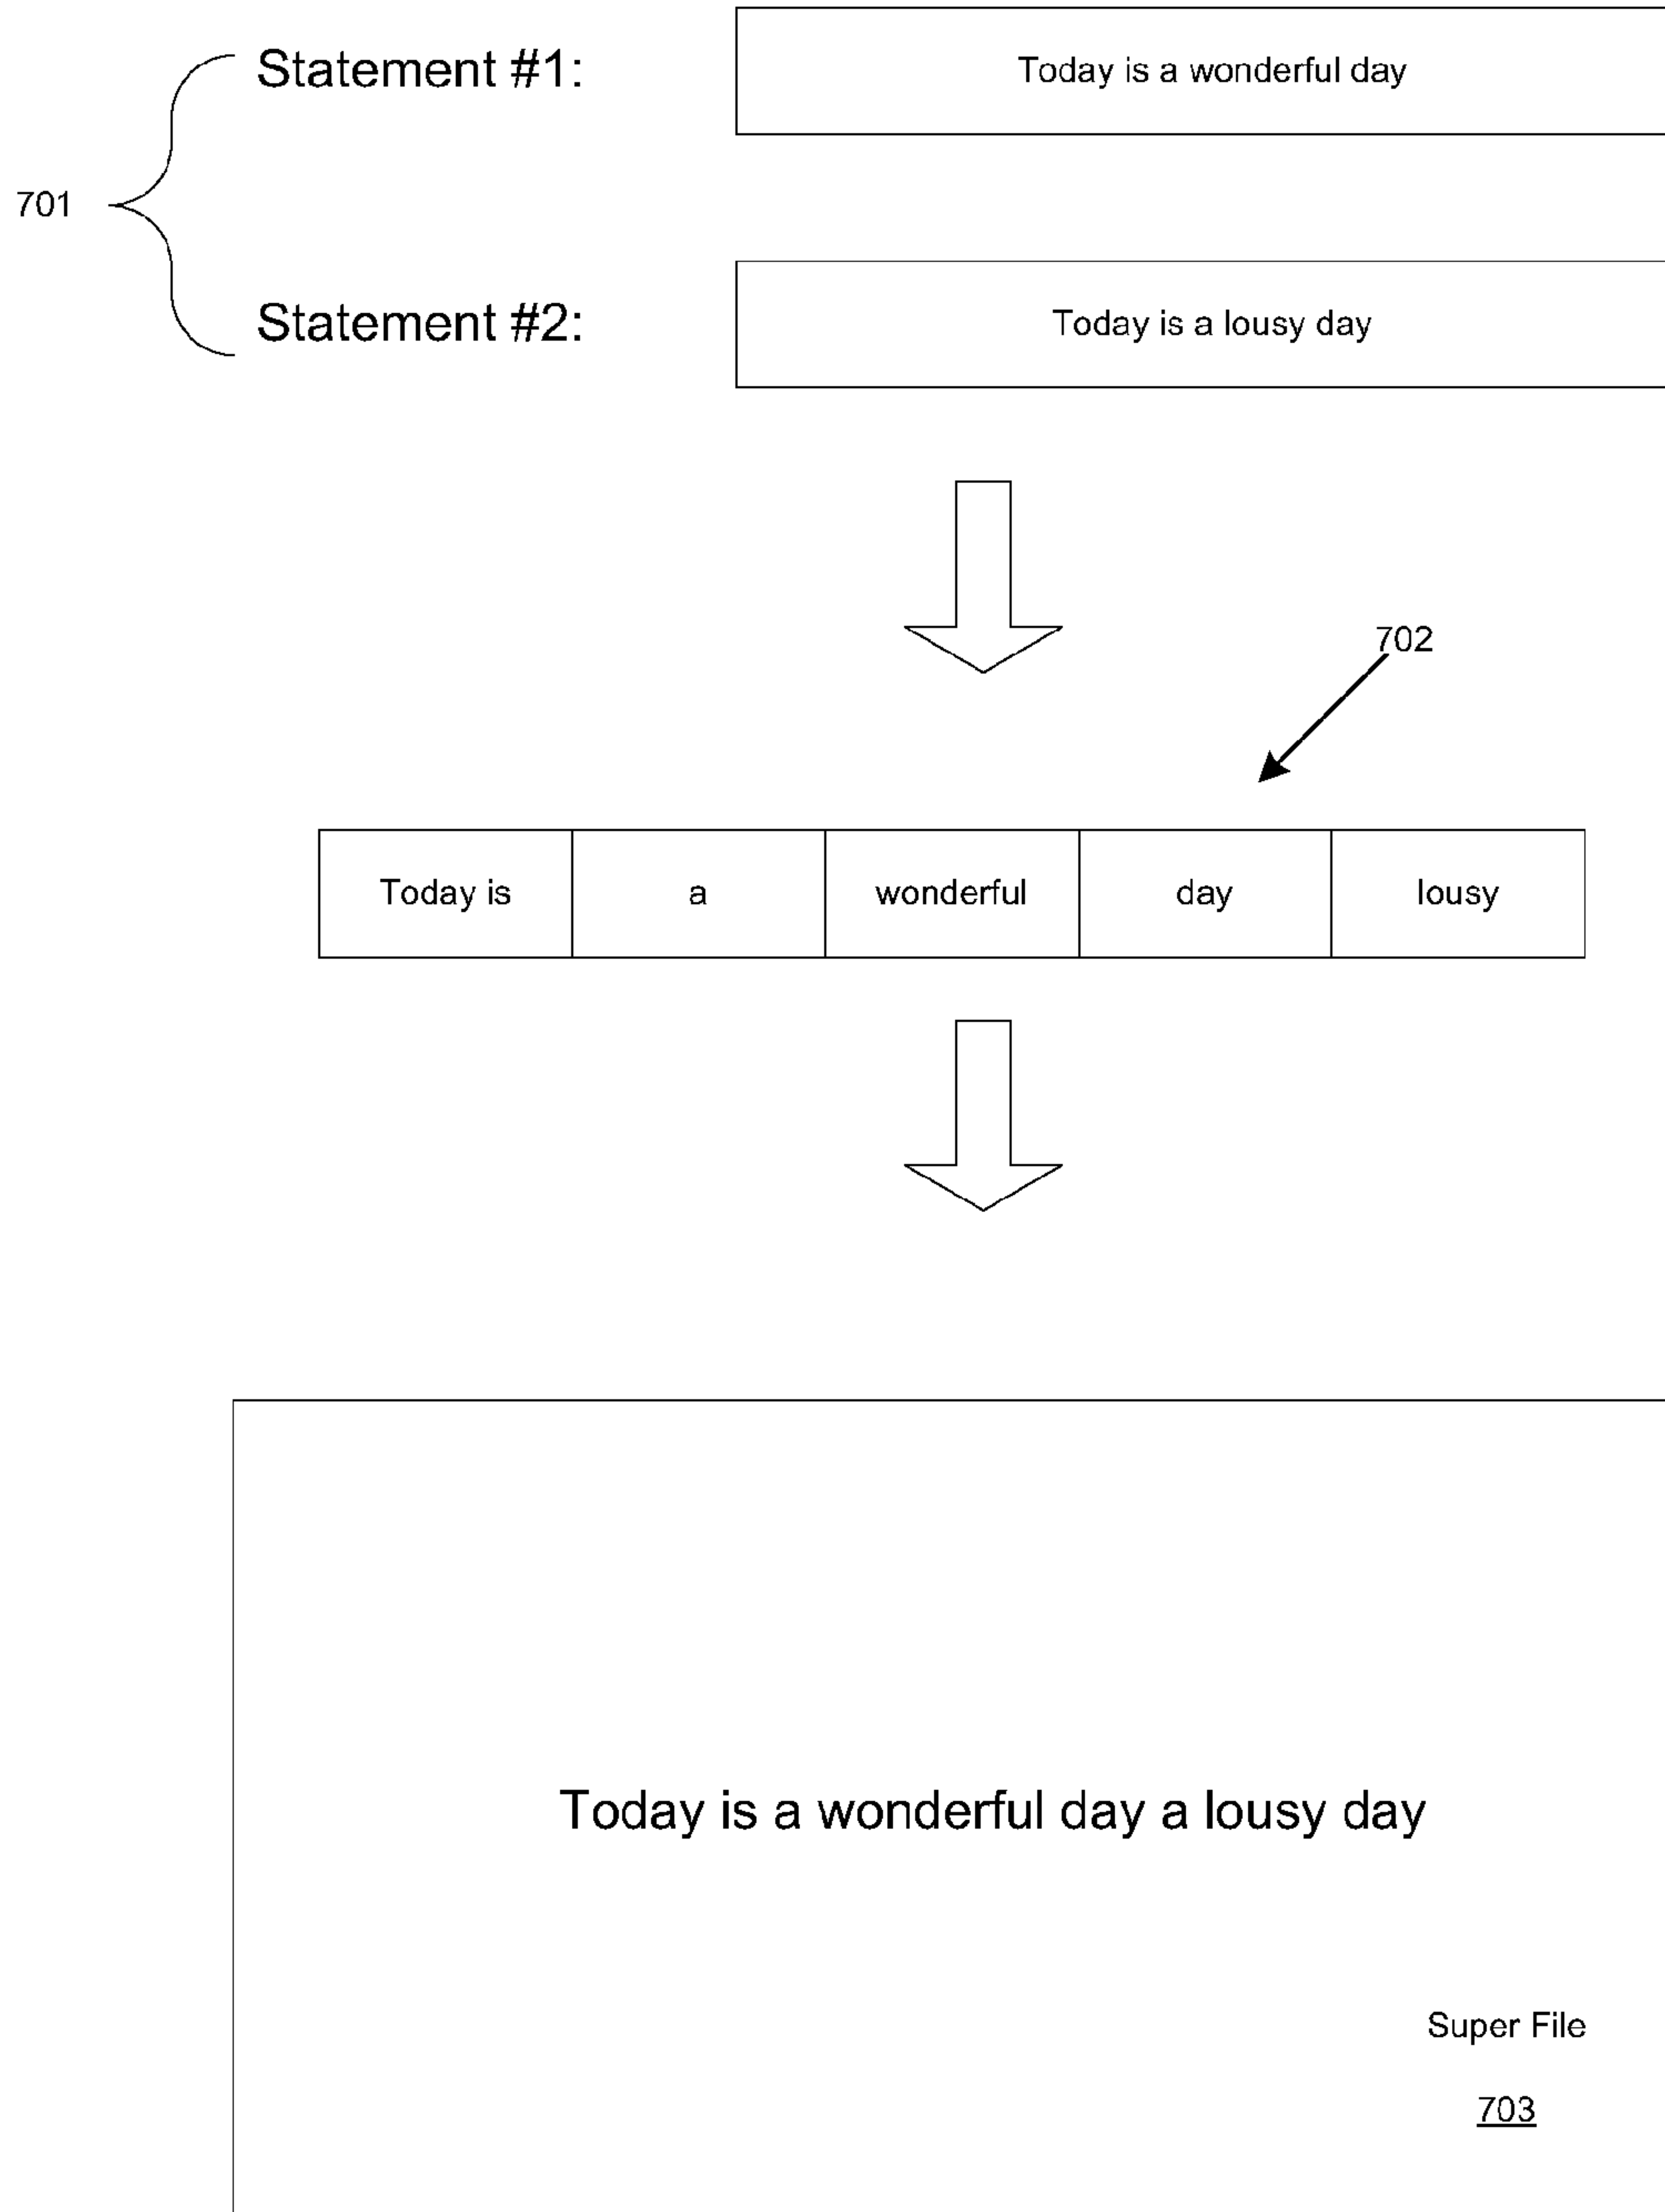 Statement #1:
Today is a wonderful day
701
Statement #2:
Today is a lousy day
702
Today is a wonderful day lousy
Today is a wonderful day a lousy day
Super File
703